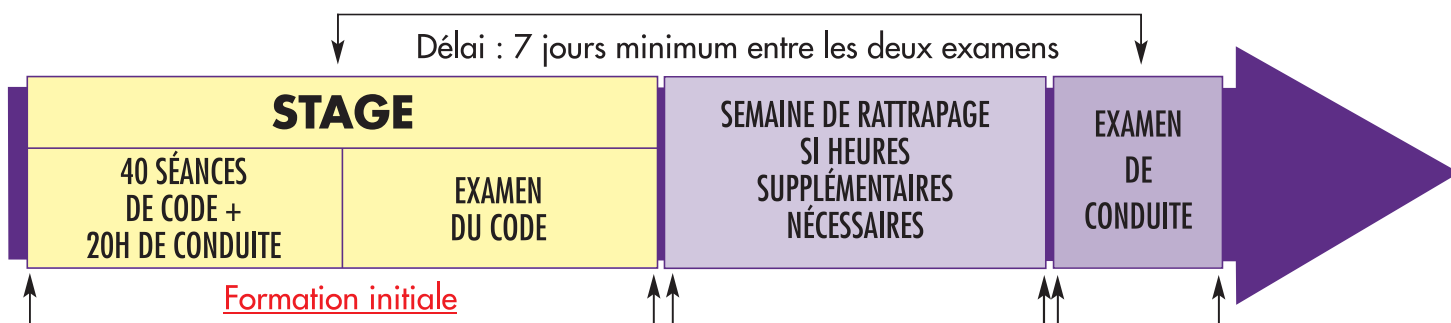 Délai : 7 jours minimum entre les deux examens
STAGE
40 SÉANCES
DE CODE +
20H DE CONDUITE
EXAMEN
DU CODE
SEMAINE DE RATTRAPAGE
SI HEURES
SUPPLÉMENTAIRES
NÉCESSAIRES
EXAMEN
DE
CONDUITE
Formation initiale